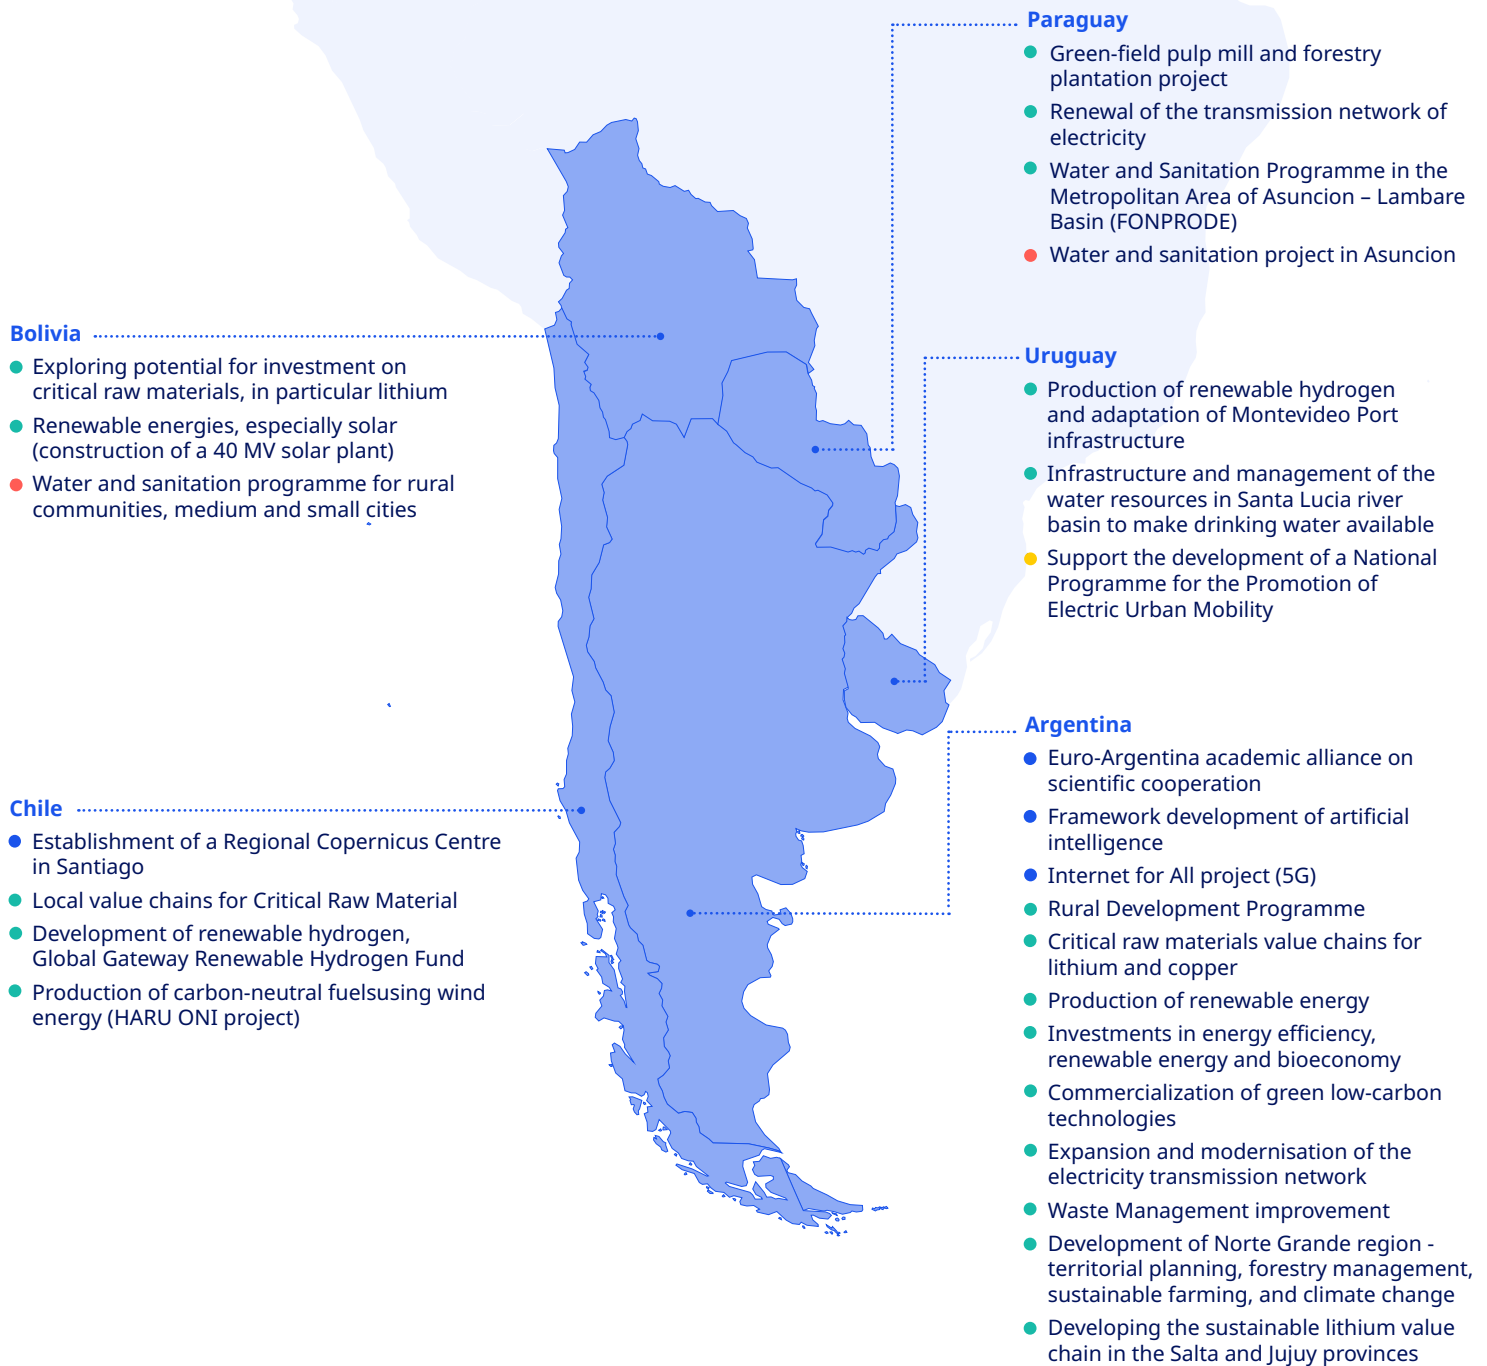 Paraguay
Green-field pulp mill and forestry
plantation project
Renewal of the transmission network of
electricity
Water and Sanitation Programme in the
Metropolitan Area of Asuncion – Lambare
Basin (FONPRODE)
Water and sanitation project in Asuncion
Bolivia
Exploring potential for investment on
critical raw materials, in particular lithium
Renewable energies, especially solar
(construction of a 40 MV solar plant)
Water and sanitation programme for rural
communities, medium and small cities
Uruguay
Production of renewable hydrogen
and adaptation of Montevideo Port
infrastructure
Infrastructure and management of the
water resources in Santa Lucia river
basin to make drinking water available
Support the development of a National
Programme for the Promotion of
Electric Urban Mobility
Chile
Establishment of a Regional Copernicus Centre
in Santiago
Local value chains for Critical Raw Material
Development of renewable hydrogen,
Global Gateway Renewable Hydrogen Fund
Production of carbon-neutral fuelsusing wind
energy (HARU ONI project)
Argentina
Euro-Argentina academic alliance on
scientific cooperation
Framework development of artificial
intelligence
Internet for All project (5G)
Rural Development Programme
Critical raw materials value chains for
lithium and copper
Production of renewable energy
Investments in energy efficiency,
renewable energy and bioeconomy
Commercialization of green low-carbon
technologies
Expansion and modernisation of the
electricity transmission network
Waste Management improvement
Development of Norte Grande region -
territorial planning, forestry management,
sustainable farming, and climate change
Developing the sustainable lithium value
chain in the Salta and Jujuy provinces